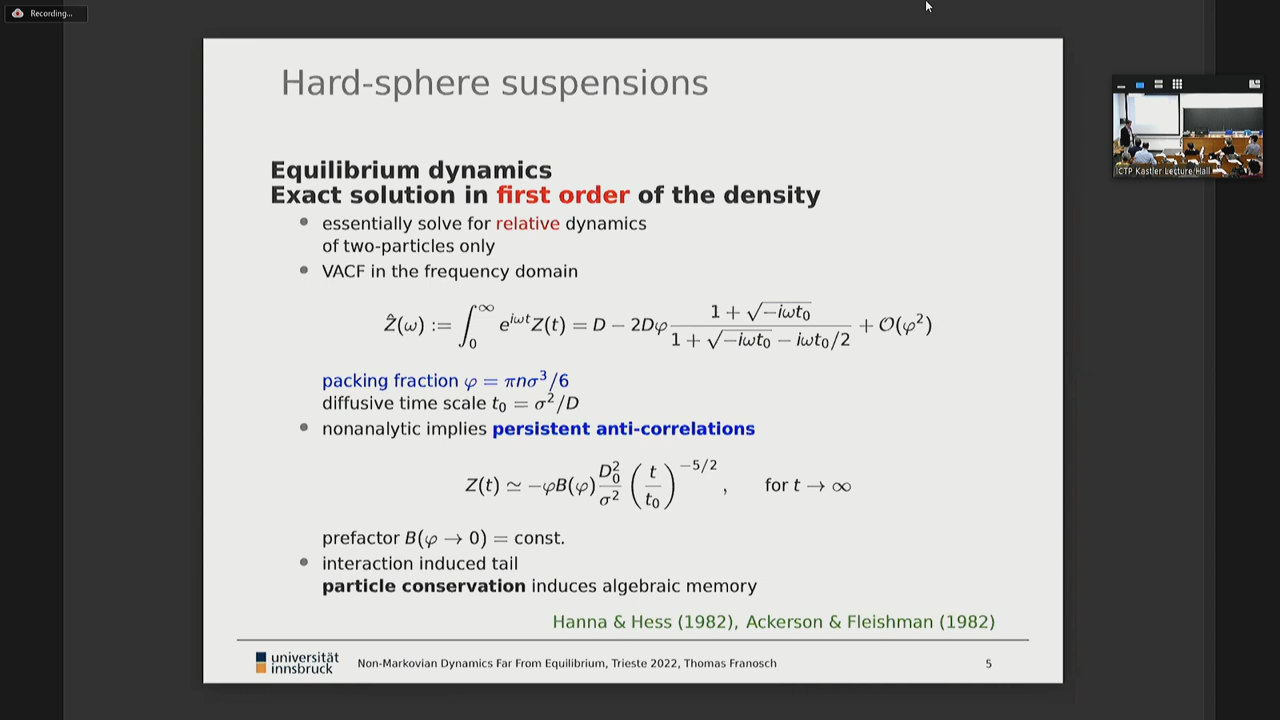 Recording...
Hard-sphere suspensions
Equilibrium dynamics
Exact solution in first order of the density
essentially solve for relative dynamics
of two-particles only
VACF in the frequency domain
Ẑ(ω) := ∫₀^∞ e^{iωt} Z(t) = D − 2Dφ (1 + √(−iωt₀)) / (1 + √(−iωt₀) − iωt₀/2) + 𝒪(φ²)
packing fraction φ = πnσ³/6
diffusive time scale t₀ = σ²/D
nonanalytic implies persistent anti-correlations
Z(t) ≃ −φB(φ) D₀²/σ² (t/t₀)^{−5/2}, for t → ∞
prefactor B(φ → 0) = const.
interaction induced tail
particle conservation induces algebraic memory
Hanna & Hess (1982), Ackerson & Fleishman (1982)
universität
innsbruck
Non-Markovian Dynamics Far From Equilibrium, Trieste 2022, Thomas Franosch
5
ICTP Kastler Lecture Hall